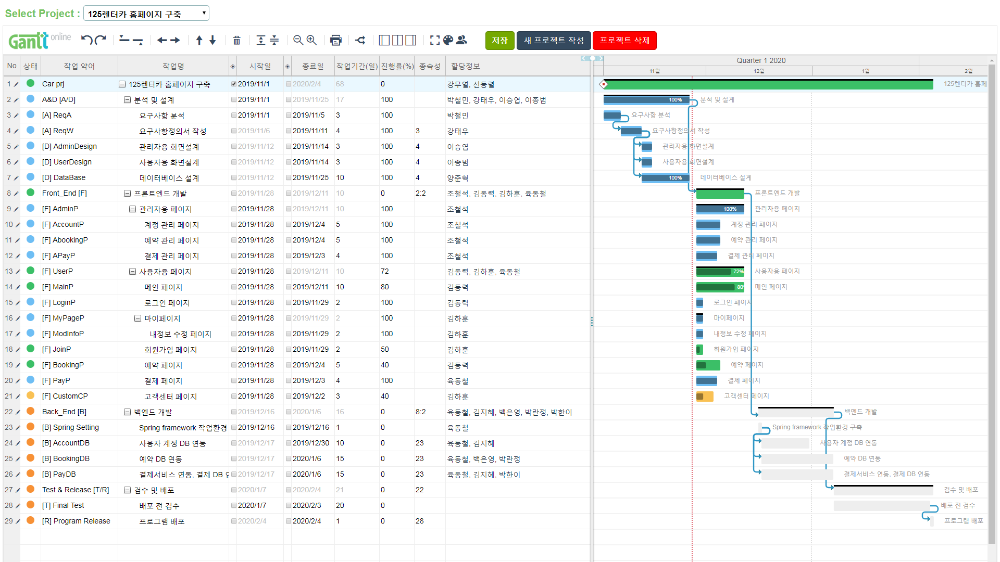 Select Project : 125렌터카 홈페이지 구축
Gantt online 저장 새 프로젝트 작성 프로젝트 삭제
No 상태 작업 약어 작업명 시작일 종료일 작업기간(일) 진행률(%) 종속성 할당정보
Quarter 1 2020
11월 12월 1월 2월
1 Car prj 125렌터카 홈페이지 구축 2019/11/1 2020/2/4 68 0 강무열, 선동렬 125렌터카 홈페
2 A&D [A/D] 분석 및 설계 2019/11/1 2019/11/25 17 100 박철민, 강태우, 이승엽, 이종범 100% 분석 및 설계
3 [A] ReqA 요구사항 분석 2019/11/1 2019/11/5 3 100 박철민 요구사항 분석
4 [A] ReqW 요구사항정의서 작성 2019/11/6 2019/11/11 4 100 3 강태우 요구사항정의서 작성
5 [D] AdminDesign 관리자용 화면설계 2019/11/12 2019/11/14 3 100 4 이승엽 관리자용 화면설계
6 [D] UserDesign 사용자용 화면설계 2019/11/12 2019/11/14 3 100 4 이종범 사용자용 화면설계
7 [D] DataBase 데이터베이스 설계 2019/11/12 2019/11/25 10 100 4 양준혁 100% 데이터베이스 설계
8 Front_End [F] 프론트엔드 개발 2019/11/28 2019/12/11 10 0 2:2 조철석, 김동력, 김하훈, 육동철 프론트엔드 개발
9 [F] AdminP 관리자용 페이지 2019/11/28 2019/12/11 10 100 조철석 100% 관리자용 페이지
10 [F] AccountP 계정 관리 페이지 2019/11/28 2019/12/4 5 100 조철석 계정 관리 페이지
11 [F] AbookingP 예약 관리 페이지 2019/11/28 2019/12/4 5 100 조철석 예약 관리 페이지
12 [F] APayP 결제 관리 페이지 2019/11/28 2019/12/3 4 100 조철석 결제 관리 페이지
13 [F] UserP 사용자용 페이지 2019/11/28 2019/12/11 10 72 김동력, 김하훈, 육동철 72% 사용자용 페이지
14 [F] MainP 메인 페이지 2019/11/28 2019/12/11 10 80 김동력 80% 메인 페이지
15 [F] LoginP 로그인 페이지 2019/11/28 2019/11/29 2 100 김동력 로그인 페이지
16 [F] MyPageP 마이페이지 2019/11/28 2019/11/29 2 100 김하훈 마이페이지
17 [F] ModInfoP 내정보 수정 페이지 2019/11/28 2019/11/29 2 100 김하훈 내정보 수정 페이지
18 [F] JoinP 회원가입 페이지 2019/11/28 2019/11/29 2 50 김하훈 회원가입 페이지
19 [F] BookingP 예약 페이지 2019/11/28 2019/12/4 5 40 김동력 예약 페이지
20 [F] PayP 결제 페이지 2019/11/28 2019/12/3 4 100 육동철 결제 페이지
21 [F] CustomCP 고객센터 페이지 2019/11/28 2019/12/2 3 40 김하훈 고객센터 페이지
22 Back_End [B] 백엔드 개발 2019/12/16 2020/1/6 16 0 8:2 육동철, 김지혜, 백은영, 박란정, 박한이 백엔드 개발
23 [B] Spring Setting Spring framework 작업환경 2019/12/16 2019/12/16 1 0 육동철 Spring framework 작업환경 구축
24 [B] AccountDB 사용자 계정 DB 연동 2019/12/17 2019/12/30 10 0 23 육동철, 김지혜 사용자 계정 DB 연동
25 [B] BookingDB 예약 DB 연동 2019/12/17 2020/1/6 15 0 23 육동철, 백은영, 박란정 예약 DB 연동
26 [B] PayDB 결제서비스 연동, 결제 DB 2019/12/17 2020/1/6 15 0 23 육동철, 김지혜, 박한이 결제서비스 연동, 결제 DB 연동
27 Test & Release [T/R] 검수 및 배포 2020/1/7 2020/2/4 21 0 22 검수 및 배포
28 [T] Final Test 배포 전 검수 2020/1/7 2020/2/3 20 0 배포 전 검수
29 [R] Program Release 프로그램 배포 2020/2/4 2020/2/4 1 0 28 프로그램 배포